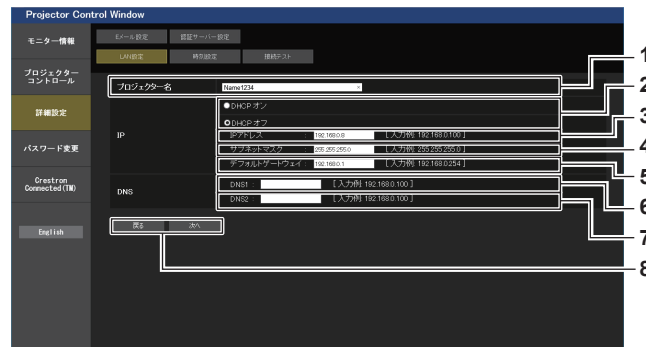 Projector Control Window
モニター情報
プロジェクター
コントロール
詳細設定
パスワード変更
Crestron
Connected(TM)
English
Eメール設定 認証サーバー設定
LAN設定 時刻設定 接続テスト
プロジェクター名 Name1234 ×
IP
DHCP オン
DHCP オフ
IPアドレス : 192.168.0.8 [入力例: 192.168.0.100]
サブネットマスク : 255.255.255.0 [入力例: 255.255.255.0]
デフォルトゲートウェイ : 192.168.0.1 [入力例: 192.168.0.254]
DNS
DNS1 : [入力例: 192.168.0.100]
DNS2 : [入力例: 192.168.0.100]
戻る 次へ
1
2
3
4
5
6
7
8